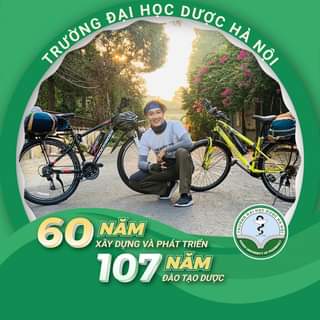 TRƯỜNG ĐẠI HỌC DƯỢC HÀ NỘI
60 NĂM
XÂY DỰNG VÀ PHÁT TRIỂN
107 NĂM
ĐÀO TẠO DƯỢC